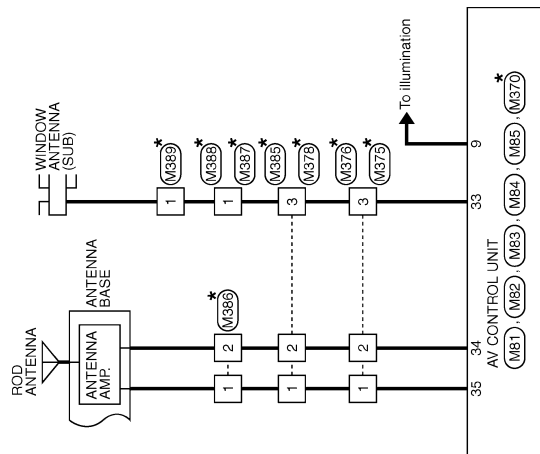 ROD
ANTENNA
ANTENNA
BASE
ANTENNA
AMP.
WINDOW
ANTENNA
(SUB)
1
*
M389
1
*
M388
*
M387
*
M386
1
2
3
*
M385
*
M378
1
2
3
*
M376
*
M375
1
2
To illumination
35
34
33
9
AV CONTROL UNIT
M81 , M82 , M83 , M84 , M85 , M370
*